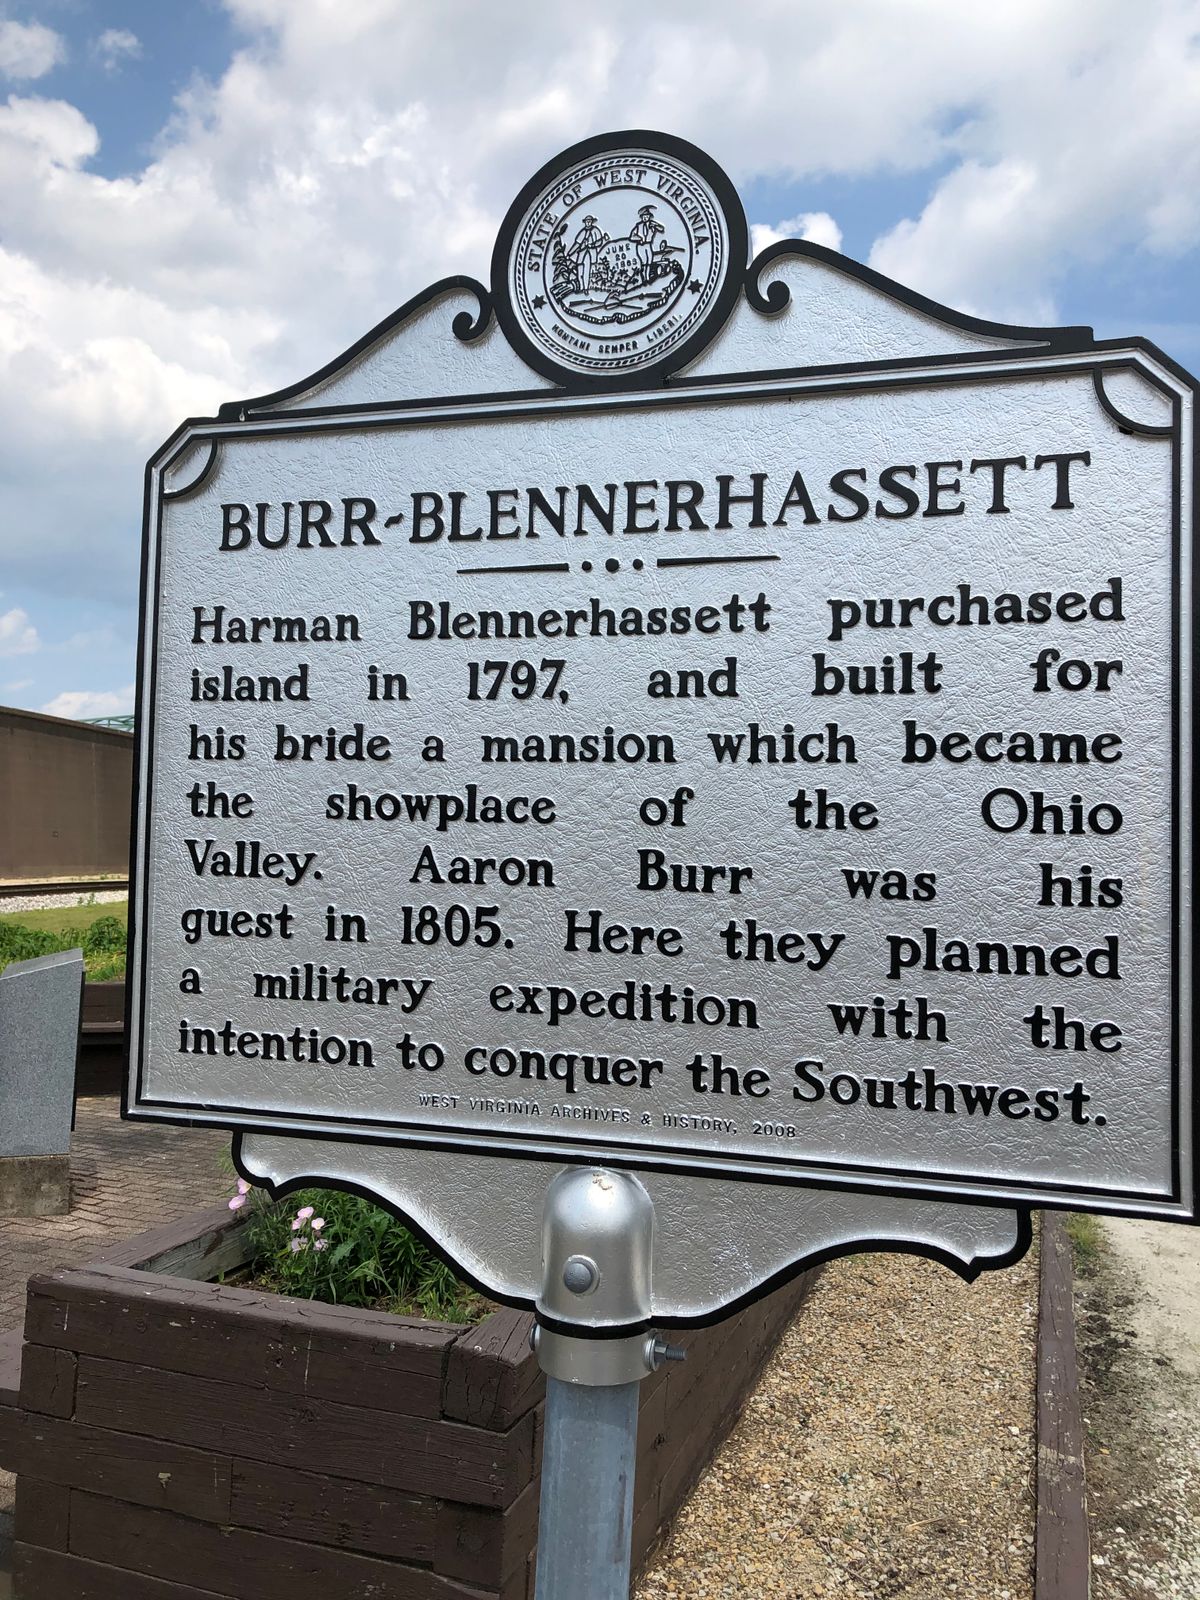 STATE OF WEST VIRGINIA.
JUNE
20
1863
MONTANI SEMPER LIBERI.
BURR-BLENNERHASSETT
Harman Blennerhassett purchased
island in 1797, and built for
his bride a mansion which became
the showplace of the Ohio
Valley. Aaron Burr was his
guest in 1805. Here they planned
a military expedition with the
intention to conquer the Southwest.
WEST VIRGINIA ARCHIVES & HISTORY, 2008